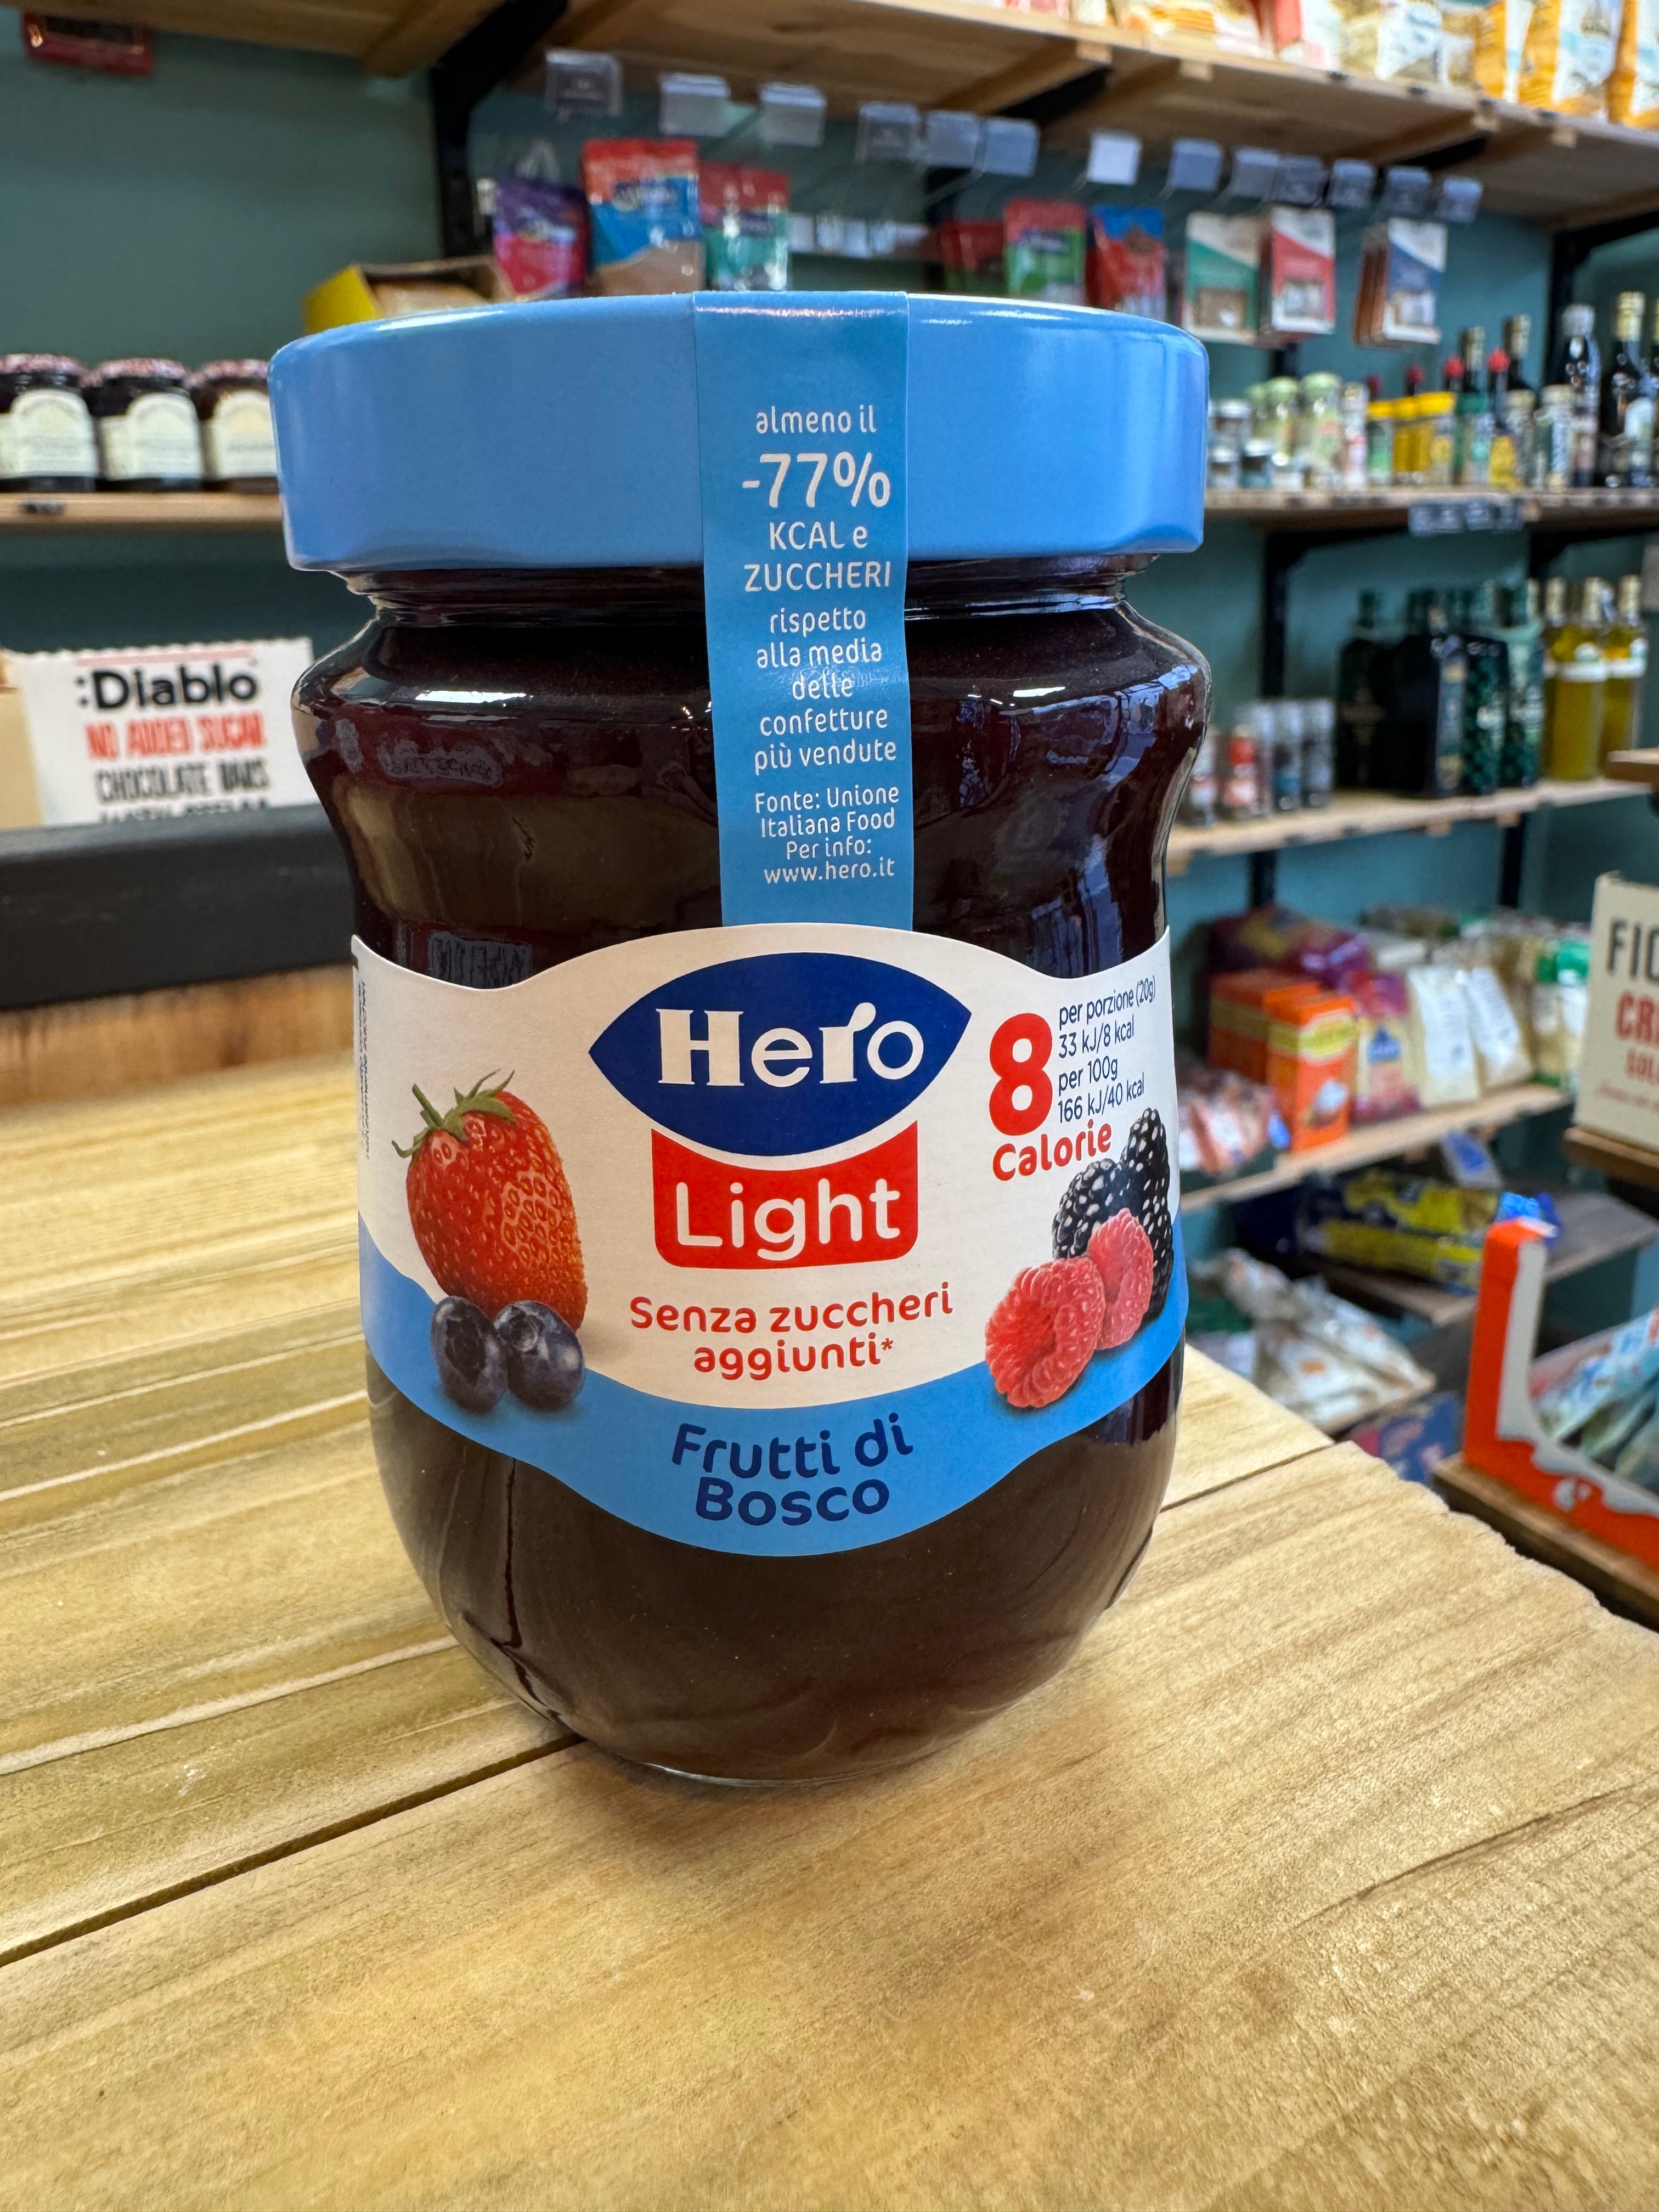 almeno il
-77%
KCAL e
ZUCCHERI
rispetto
alla media
delle
confetture
più vendute
Fonte: Unione
Italiana Food
Per info:
www.hero.it
:Diablo
NO ADDED SUGAR
CHOCOLATE BARS
Hero
Light
8
per porzione (20g)
33 kJ/8 kcal
per 100g
166 kJ/40 kcal
Calorie
Senza zuccheri
aggiunti*
Frutti di
Bosco